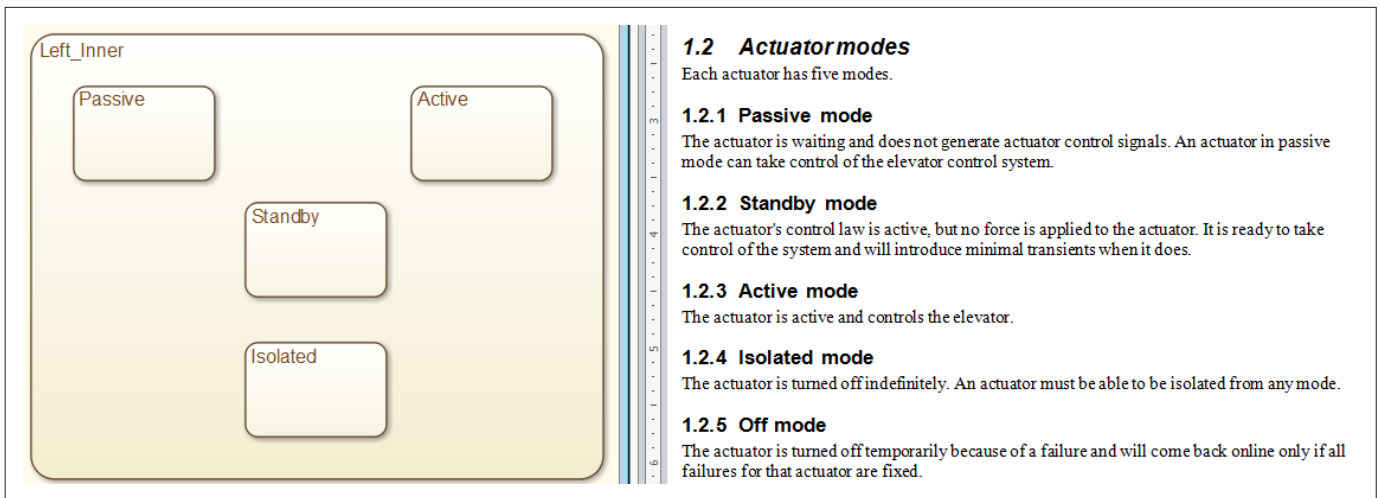 Left_Inner
Passive
Active
Standby
Isolated
3
4
5
6
1.2 Actuator modes
Each actuator has five modes.
1.2.1 Passive mode
The actuator is waiting and does not generate actuator control signals. An actuator in passive
mode can take control of the elevator control system.
1.2.2 Standby mode
The actuator's control law is active, but no force is applied to the actuator. It is ready to take
control of the system and will introduce minimal transients when it does.
1.2.3 Active mode
The actuator is active and controls the elevator.
1.2.4 Isolated mode
The actuator is turned off indefinitely. An actuator must be able to be isolated from any mode.
1.2.5 Off mode
The actuator is turned off temporarily because of a failure and will come back online only if all
failures for that actuator are fixed.